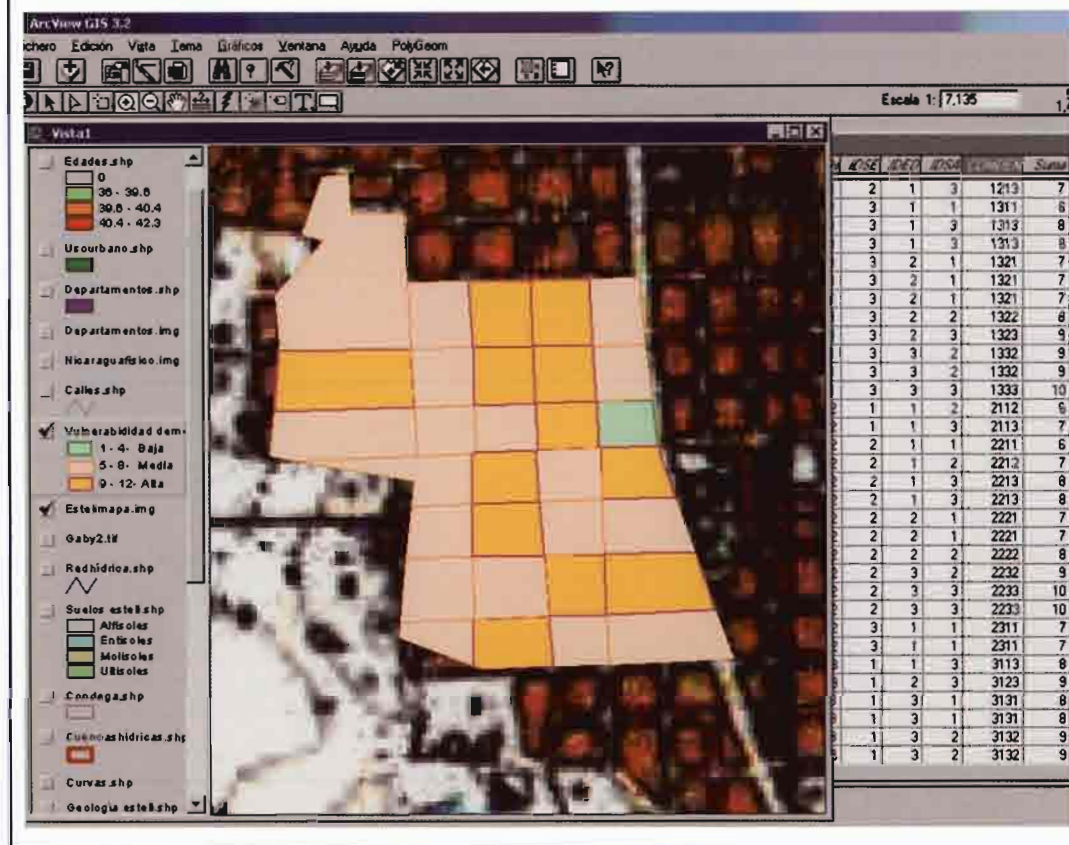 ArcView GIS 3.2
chero Edición Vista Tema Gráficos Ventana Ayuda PolyGeom
Escala 1: 7,135
Vista1
Edades.shp
0
36 - 39.6
39.6 - 40.4
40.4 - 42.3
Usourbano.shp
Departamentos.shp
Departamentos.img
Nicaraguafisico.img
Calles.shp
Vulnerabilidad dem
1 - 4- Baja
5 - 8- Media
9 - 12- Alta
Estelimapa.img
Gaby2.tif
Redhidrica.shp
Suelos esteli.shp
Alfisoles
Entisoles
Molisoles
Ultisoles
Condega.shp
Cuencashidricas.shp
Curvas.shp
Geologia esteli.shp
Los
IDSE IDED IDSA Suma
2 1 3 1213 7
3 1 1 1311 6
3 1 3 1313 8
3 1 3 1313 8
3 2 1 1321 7
3 2 1 1321 7
3 2 1 1321 7
3 2 2 1322 8
3 2 3 1323 9
3 3 2 1332 9
3 3 2 1332 9
3 3 3 1333 10
1 1 2 2112 6
1 1 3 2113 7
2 1 1 2211 6
2 1 2 2212 7
2 1 3 2213 8
2 1 3 2213 8
2 2 1 2221 7
2 2 1 2221 7
2 2 2 2222 8
2 3 2 2232 9
2 3 3 2233 10
2 3 3 2233 10
3 1 1 2311 7
3 1 1 2311 7
1 1 3 3113 8
1 2 3 3123 9
1 3 1 3131 8
1 3 1 3131 8
1 3 2 3132 9
1 3 2 3132 9